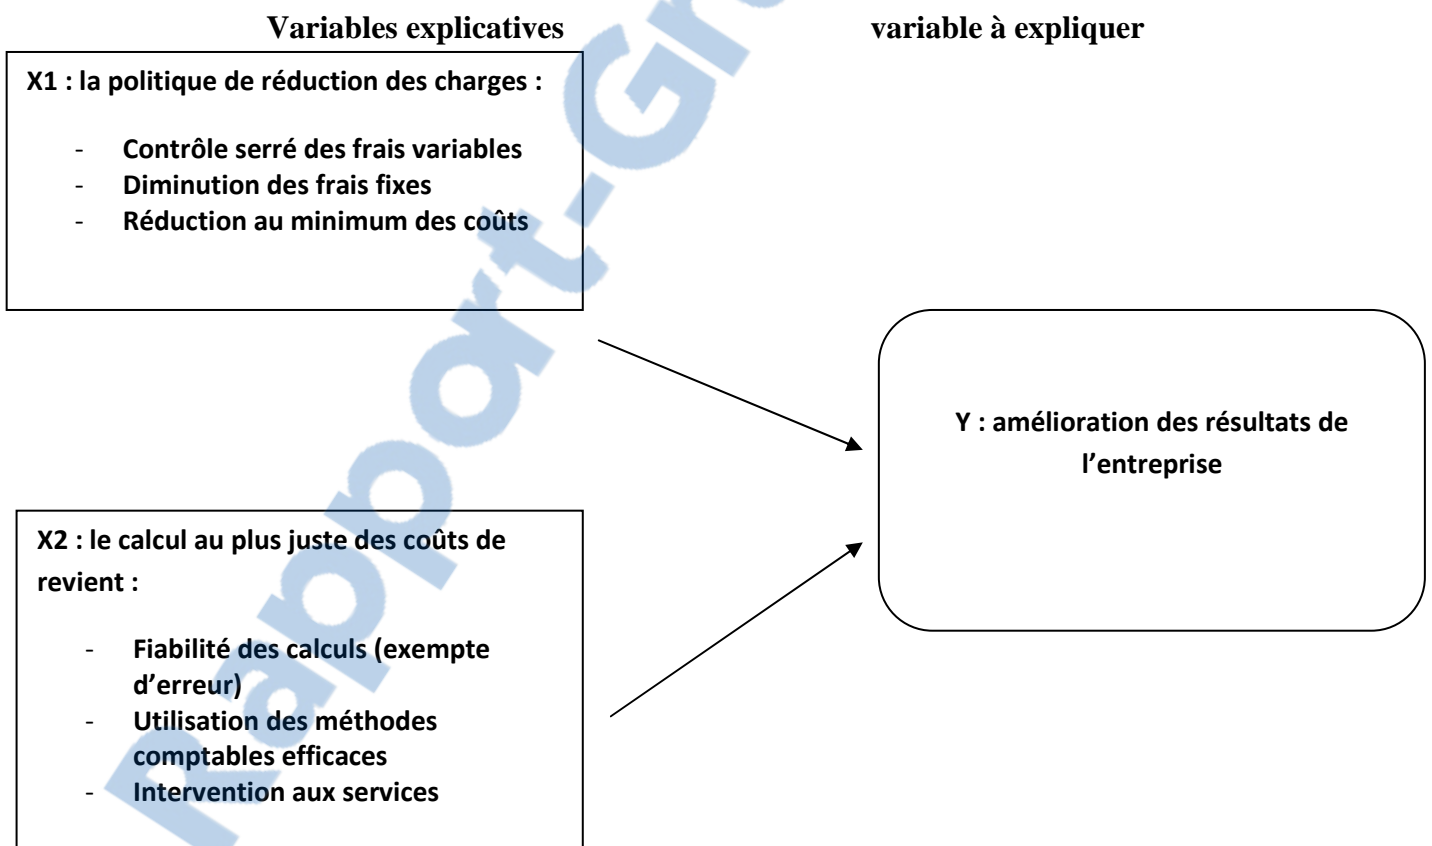 Variables explicatives
variable à expliquer
X1 : la politique de réduction des charges :
- Contrôle serré des frais variables
- Diminution des frais fixes
- Réduction au minimum des coûts
Y : amélioration des résultats de
l’entreprise
X2 : le calcul au plus juste des coûts de
revient :
- Fiabilité des calculs (exempte
d’erreur)
- Utilisation des méthodes
comptables efficaces
- Intervention aux services
Rapport-Gr